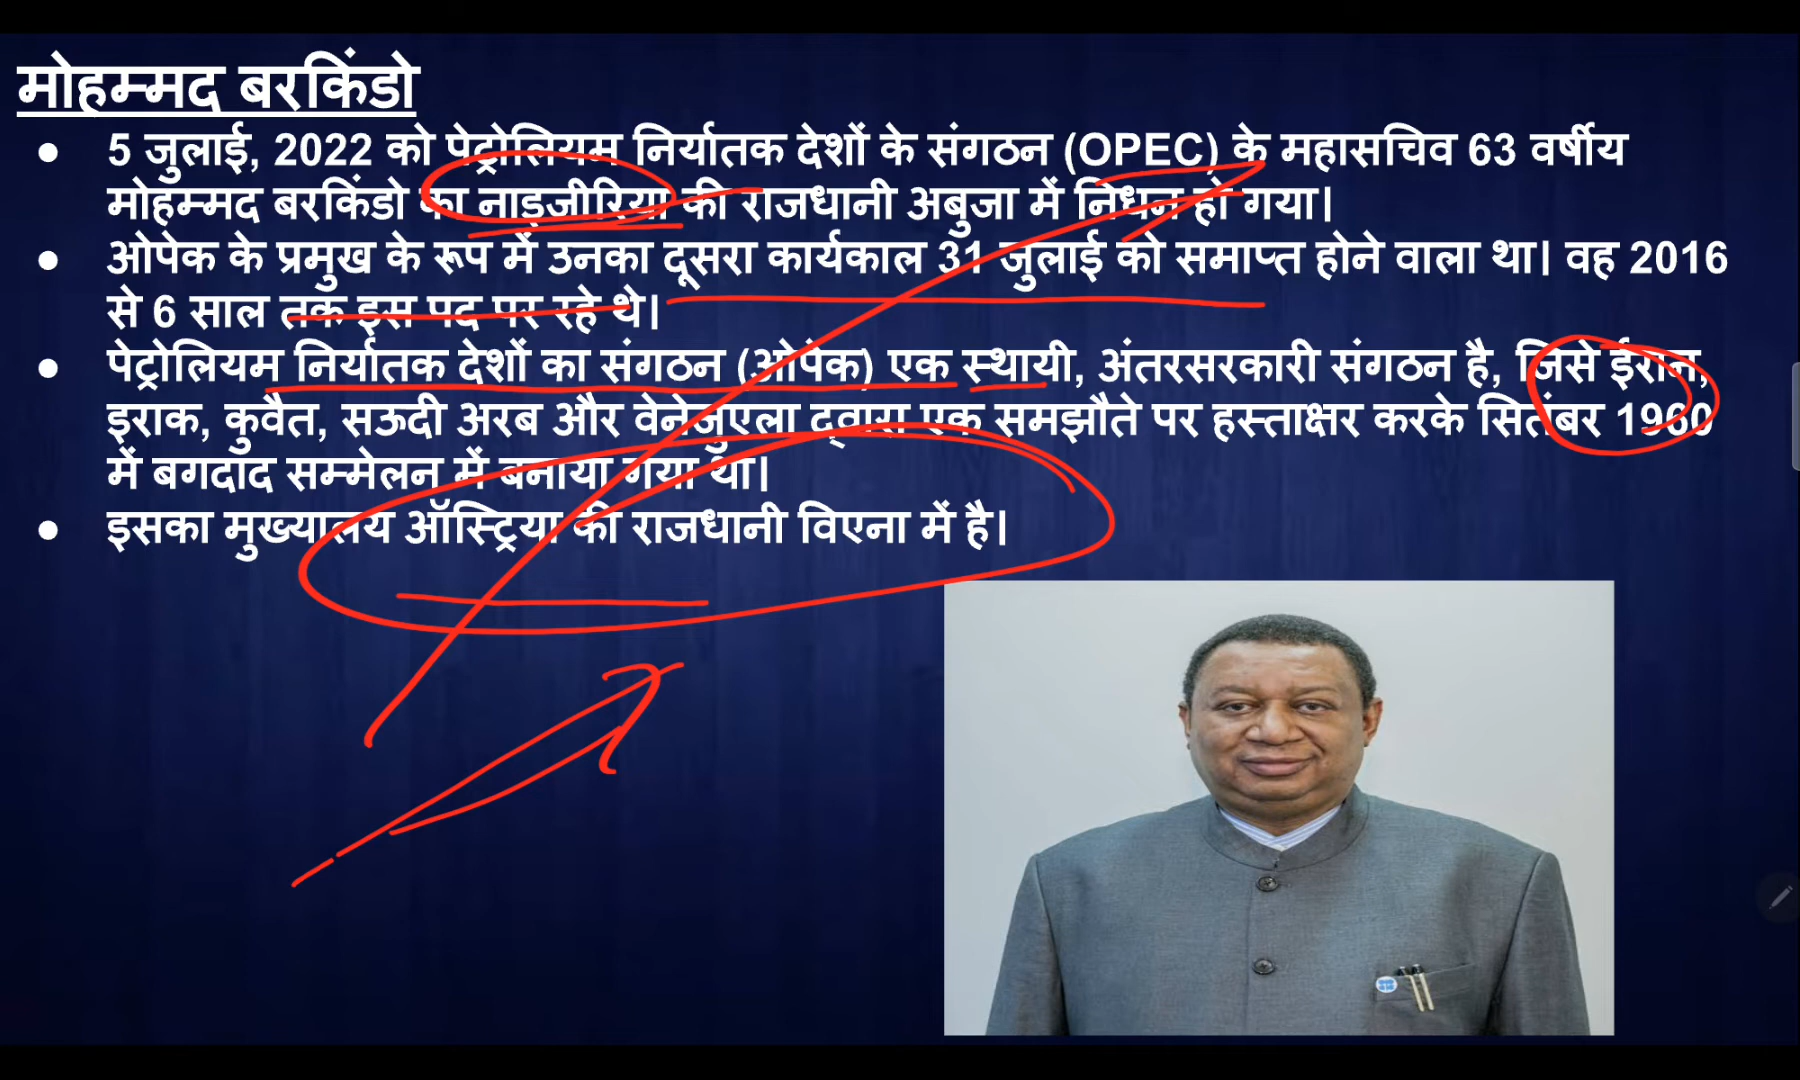 मोहम्मद बरकिंडो
● 5 जुलाई, 2022 को पेट्रोलियम निर्यातक देशों के संगठन (OPEC) के महासचिव 63 वर्षीय
मोहम्मद बरकिंडो का नाइजीरिया की राजधानी अबुजा में निधन हो गया।
● ओपेक के प्रमुख के रूप में उनका दूसरा कार्यकाल 31 जुलाई को समाप्त होने वाला था। वह 2016
से 6 साल तक इस पद पर रहे थे।
● पेट्रोलियम निर्यातक देशों का संगठन (ओपेक) एक स्थायी, अंतरसरकारी संगठन है, जिसे ईरान,
इराक, कुवैत, सऊदी अरब और वेनेजुएला द्वारा एक समझौते पर हस्ताक्षर करके सितंबर 1960
में बगदाद सम्मेलन में बनाया गया था।
● इसका मुख्यालय ऑस्ट्रिया की राजधानी विएना में है।